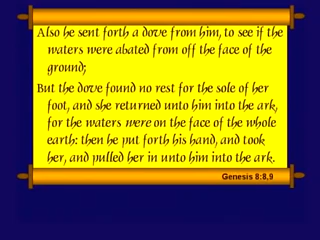 Also he sent forth a dove from him, to see if the
waters were abated from off the face of the
ground;
But the dove found no rest for the sole of her
foot, and she returned unto him into the ark,
for the waters were on the face of the whole
earth: then he put forth his hand, and took
her, and pulled her in unto him into the ark.
Genesis 8:8,9